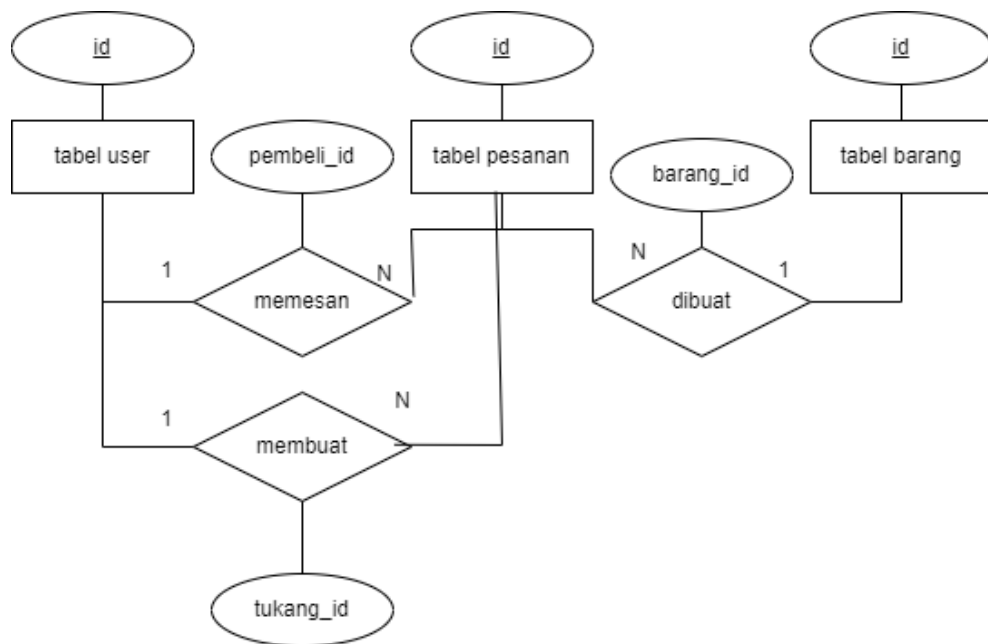 id
id
id
tabel user
pembeli_id
tabel pesanan
barang_id
tabel barang
1
N
memesan
N
1
dibuat
1
N
membuat
tukang_id